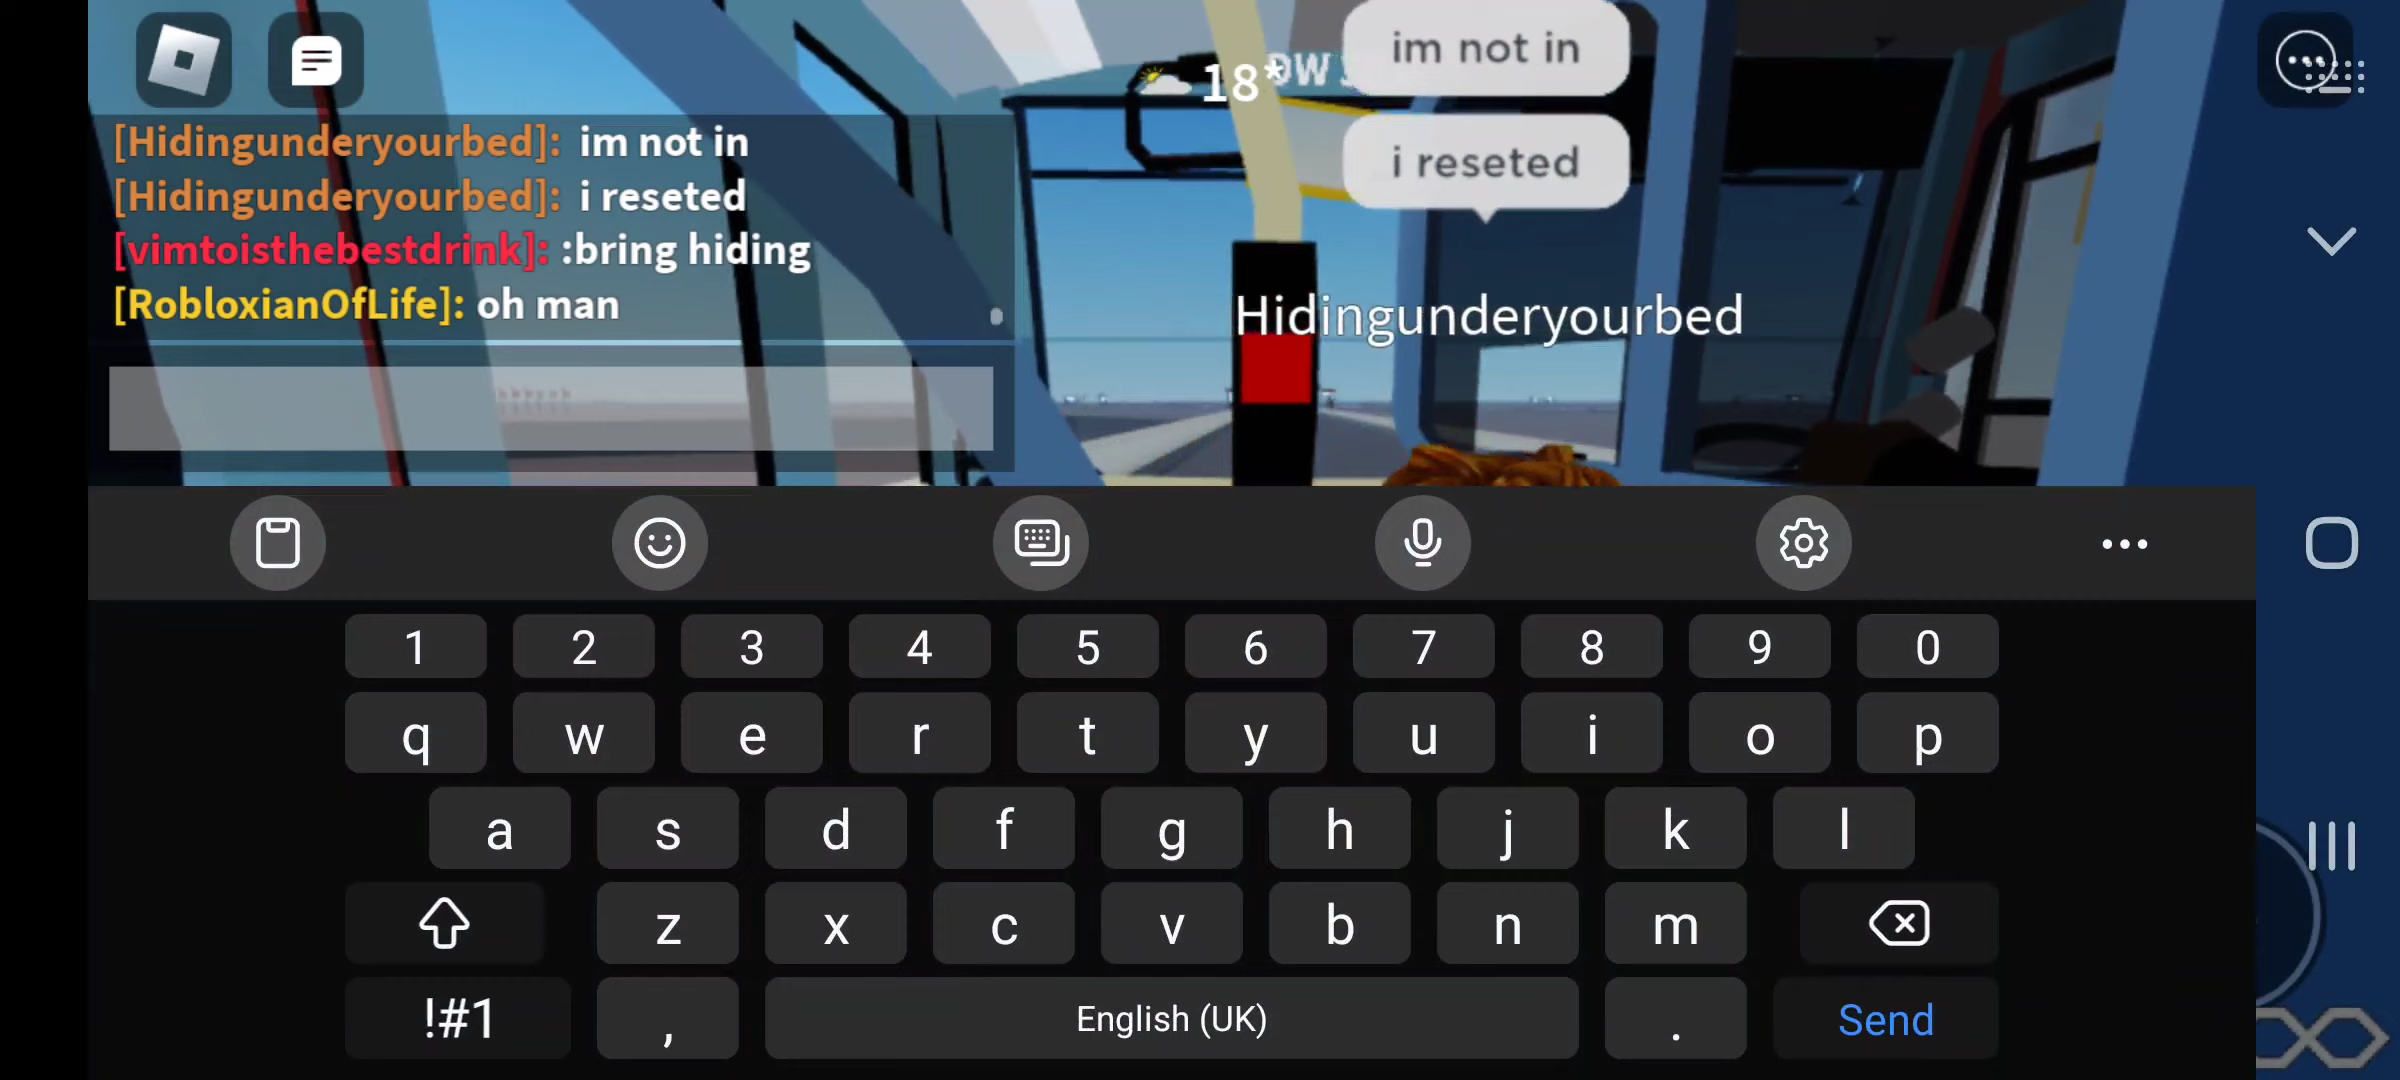 im not in
18*
i reseted
[Hidingunderyourbed]: im not in
[Hidingunderyourbed]: i reseted
[vimtoisthebestdrink]: :bring hiding
[RobloxianOfLife]: oh man
Hidingunderyourbed
1 2 3 4 5 6 7 8 9 0
q w e r t y u i o p
a s d f g h j k l
z x c v b n m
!#1 , English (UK) . Send